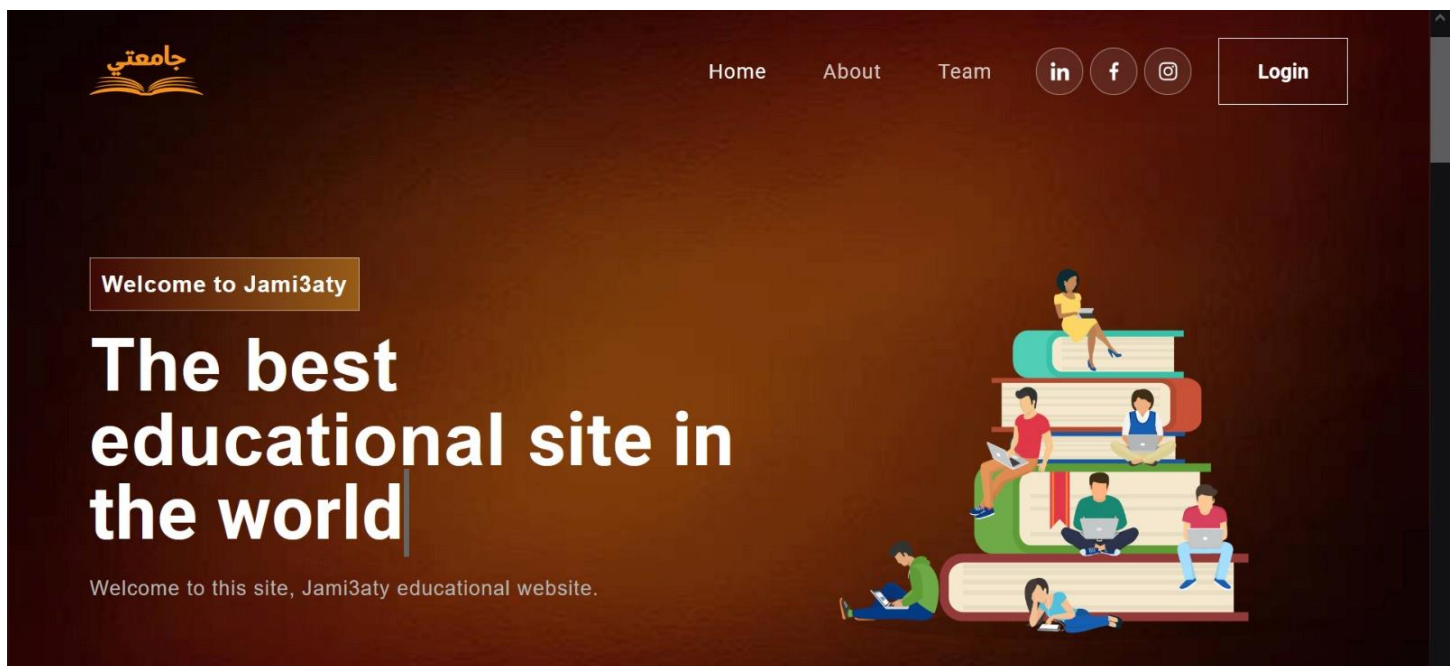 جامعتي
Home
About
Team
in
f
Login
Welcome to Jami3aty
The best
educational site in
the world
Welcome to this site, Jami3aty educational website.